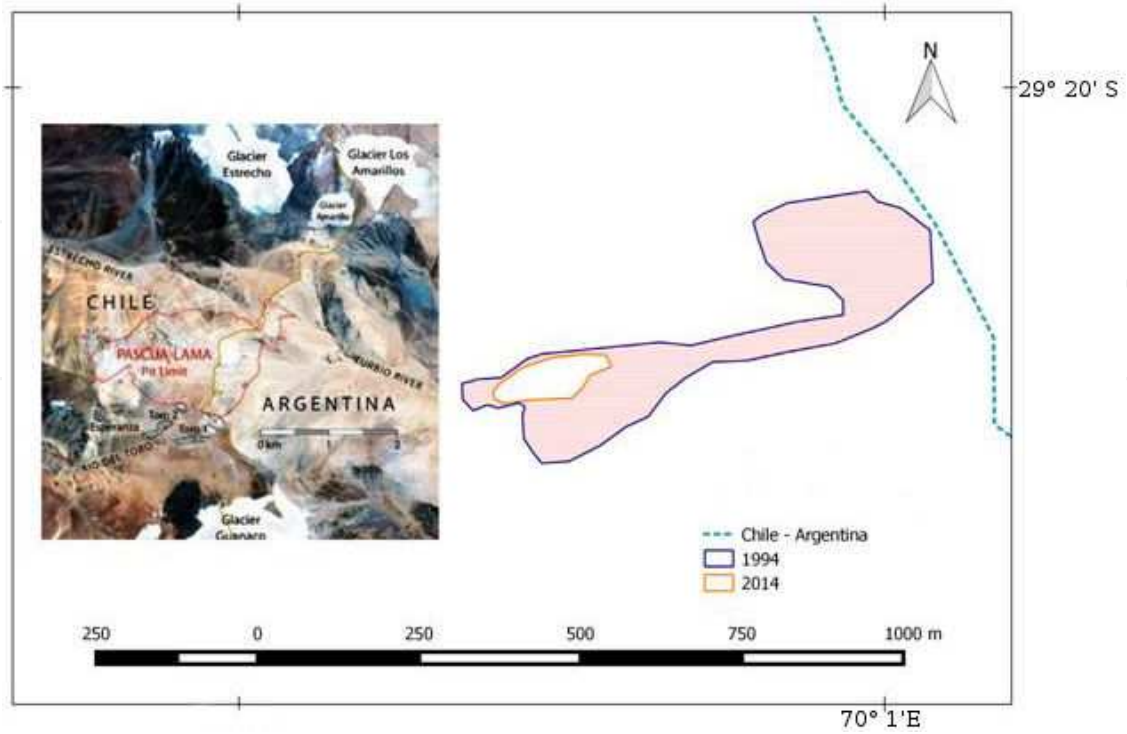 N
29° 20' S
Glacier
Estrecho
Glacier Los
Amarillos
Glacier
Amarillo
ESTRECHO RIVER
CHILE
PASCUA-LAMA
Pit Limit
TURBIO RIVER
ARGENTINA
Toro 2
Esperanza
Toro 1
0 km 1 2
RIO DEL TORO
Glacier
Guanaco
Chile - Argentina
1994
2014
250 0 250 500 750 1000 m
70° 1'E